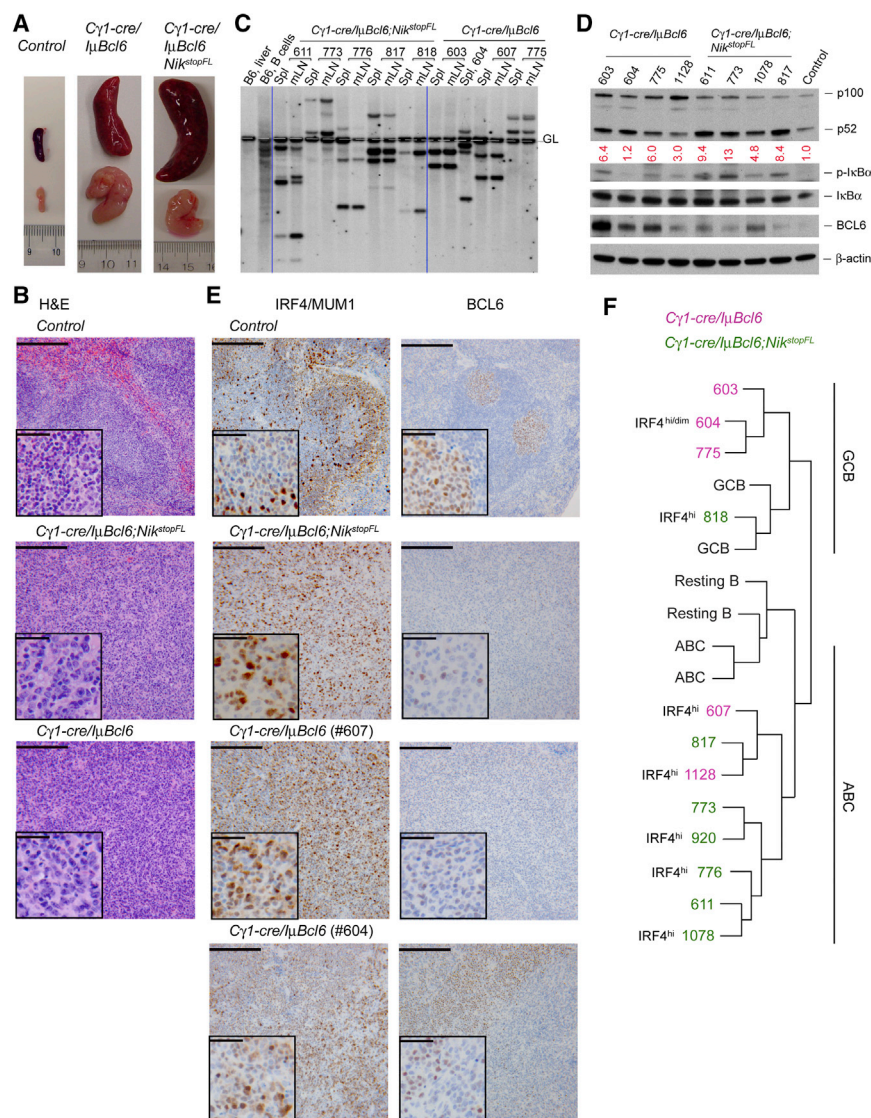 A
Control
Cγ1-cre/
IμBcl6
Cγ1-cre/
IμBcl6
Nik^stopFL
9 10
9 10 11
14 15 16
C
Cγ1-cre/IμBcl6;Nik^stopFL
Cγ1-cre/IμBcl6
B6, liver
B6, B cells
611 773 776 817 818 603 607 775
Spl mLN Spl mLN Spl mLN Spl mLN Spl mLN Spl mLN Spl, 604 Spl mLN Spl mLN
GL
D
Cγ1-cre/IμBcl6
Cγ1-cre/IμBcl6;
Nik^stopFL
603 604 775 1128 611 773 1078 817 Control
p100
p52
6.4 1.2 6.0 3.0 9.4 13 4.8 8.4 1.0
p-IκBα
IκBα
BCL6
β-actin
B
H&E
Control
Cγ1-cre/IμBcl6;Nik^stopFL
Cγ1-cre/IμBcl6
E
IRF4/MUM1
BCL6
Control
Cγ1-cre/IμBcl6;Nik^stopFL
Cγ1-cre/IμBcl6 (#607)
Cγ1-cre/IμBcl6 (#604)
F
Cγ1-cre/IμBcl6
Cγ1-cre/IμBcl6;Nik^stopFL
603
IRF4^hi/dim 604
775
GCB
IRF4^hi 818
GCB
Resting B
Resting B
ABC
ABC
IRF4^hi 607
817
IRF4^hi 1128
773
IRF4^hi 920
IRF4^hi 776
611
IRF4^hi 1078
GCB
ABC